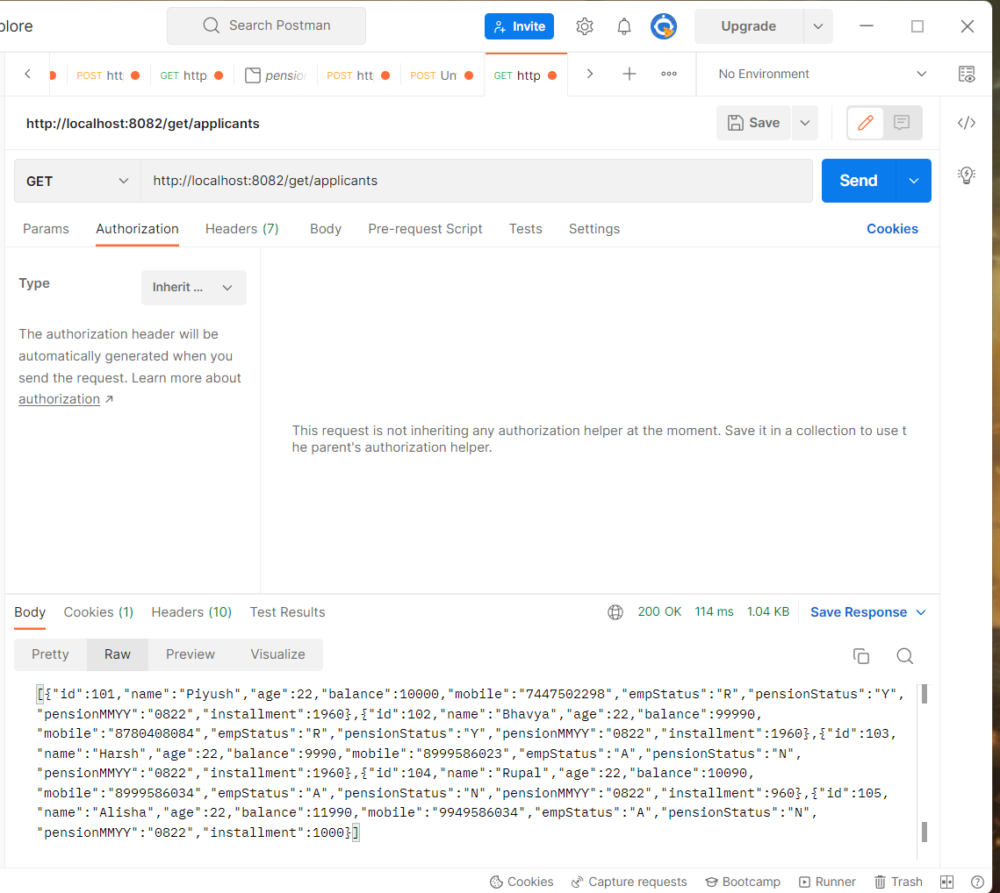 plore
Search Postman
Invite
Upgrade
POST htt
GET http
pensio
POST htt
POST Un
GET http
No Environment
http://localhost:8082/get/applicants
Save
GET
http://localhost:8082/get/applicants
Send
Params
Authorization
Headers (7)
Body
Pre-request Script
Tests
Settings
Cookies
Type
Inherit ...
The authorization header will be
automatically generated when you
send the request. Learn more about
authorization ↗
This request is not inheriting any authorization helper at the moment. Save it in a collection to use t
he parent's authorization helper.
Body
Cookies (1)
Headers (10)
Test Results
200 OK
114 ms
1.04 KB
Save Response
Pretty
Raw
Preview
Visualize
[{"id":101,"name":"Piyush","age":22,"balance":10000,"mobile":"7447502298","empStatus":"R","pensionStatus":"Y",
"pensionMMYY":"0822","installment":1960},{"id":102,"name":"Bhavya","age":22,"balance":99990,
"mobile":"8780408084","empStatus":"R","pensionStatus":"Y","pensionMMYY":"0822","installment":1960},{"id":103,
"name":"Harsh","age":22,"balance":9990,"mobile":"8999586023","empStatus":"A","pensionStatus":"N",
"pensionMMYY":"0822","installment":1960},{"id":104,"name":"Rupal","age":22,"balance":10090,
"mobile":"8999586034","empStatus":"A","pensionStatus":"N","pensionMMYY":"0822","installment":960},{"id":105,
"name":"Alisha","age":22,"balance":11990,"mobile":"9949586034","empStatus":"A","pensionStatus":"N",
"pensionMMYY":"0822","installment":1000}]
Cookies
Capture requests
Bootcamp
Runner
Trash